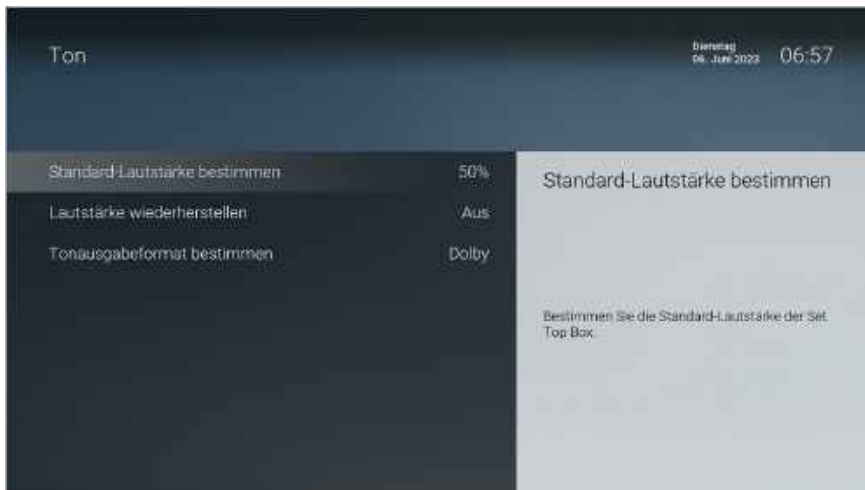 Ton
Dienstag
06. Juni 2023
06:57
Standard-Lautstärke bestimmen 50%
Lautstärke wiederherstellen Aus
Tonausgabeformat bestimmen Dolby
Standard-Lautstärke bestimmen
Bestimmen Sie die Standard-Lautstärke der Set
Top Box.